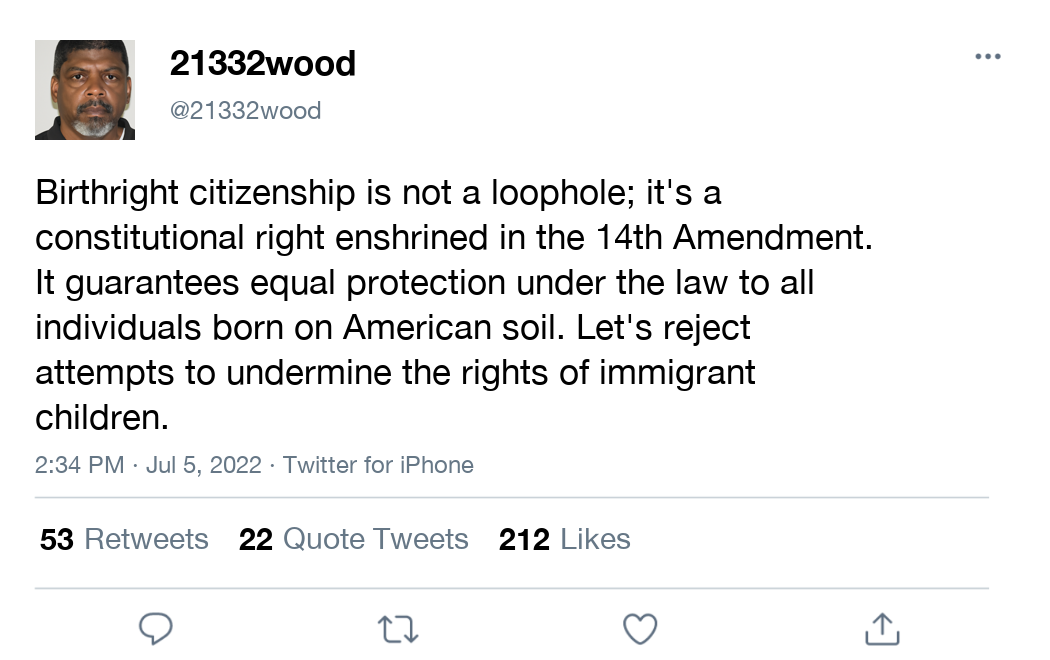 21332wood
@21332wood
Birthright citizenship is not a loophole; it's a
constitutional right enshrined in the 14th Amendment.
It guarantees equal protection under the law to all
individuals born on American soil. Let's reject
attempts to undermine the rights of immigrant
children.
2:34 PM · Jul 5, 2022 · Twitter for iPhone
53 Retweets 22 Quote Tweets 212 Likes